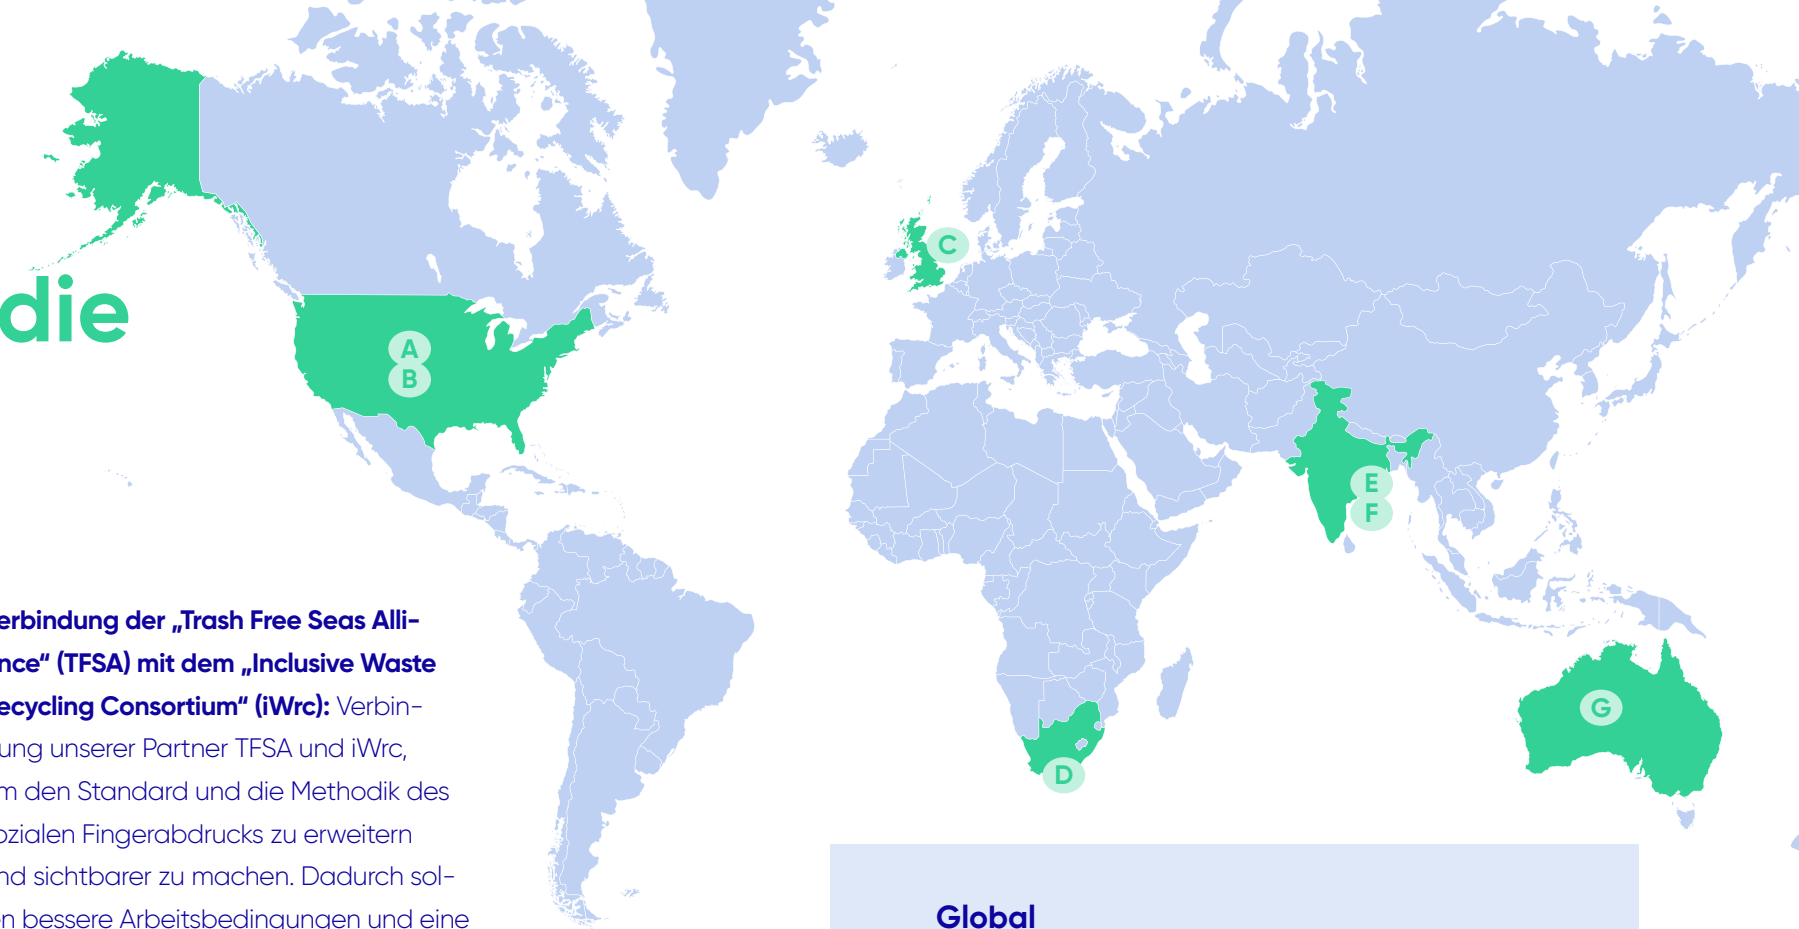 die
A
B
C
D
E
F
G
erbindung der „Trash Free Seas Alli-
nce“ (TFSA) mit dem „Inclusive Waste
ecycling Consortium“ (iWrc): Verbin-
ung unserer Partner TFSA und iWrc,
m den Standard und die Methodik des
ozialen Fingerabdrucks zu erweitern
nd sichtbarer zu machen. Dadurch sol-
n bessere Arbeitsbedingungen und eine
Global